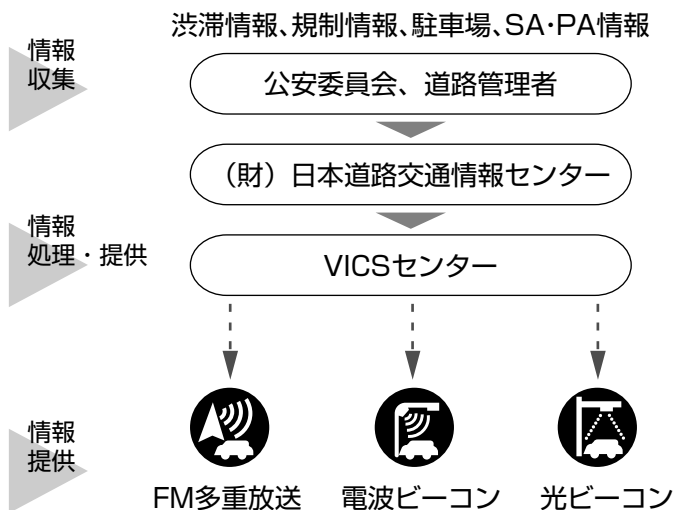 渋滞情報、規制情報、駐車場、SA・PA情報
情報
収集
公安委員会、道路管理者
（財）日本道路交通情報センター
情報
処理・提供
VICSセンター
情報
提供
FM多重放送
電波ビーコン
光ビーコン